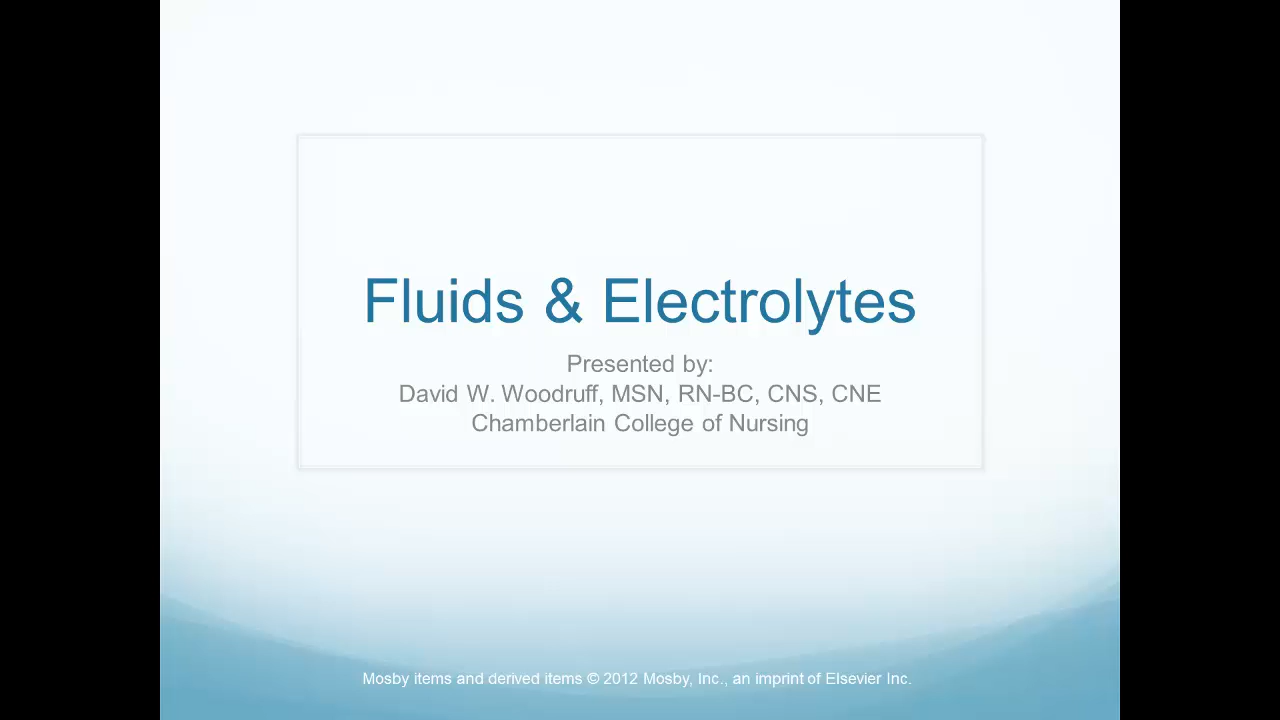 Fluids & Electrolytes
Presented by:
David W. Woodruff, MSN, RN-BC, CNS, CNE
Chamberlain College of Nursing
Mosby items and derived items © 2012 Mosby, Inc., an imprint of Elsevier Inc.